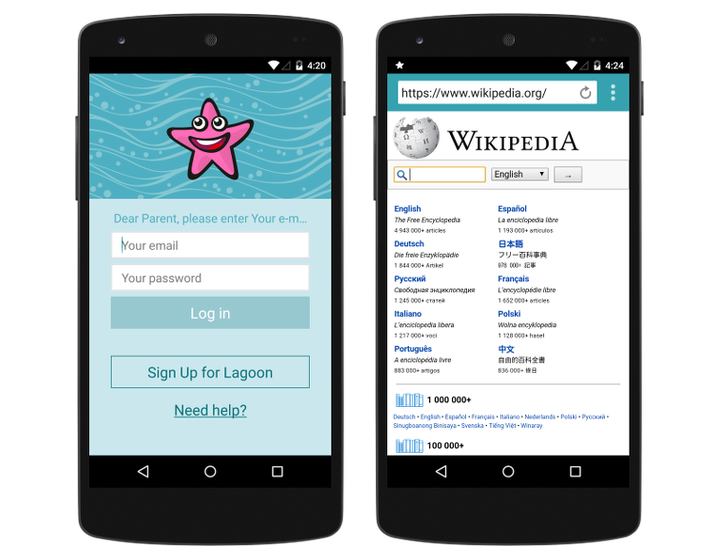 4:20
Dear Parent, please enter Your e-m...
Your email
Your password
Log in
Sign Up for Lagoon
Need help?
4:24
https://www.wikipedia.org/
WIKIPEDIA
English
→
English
The Free Encyclopedia
4 943 000+ articles
Español
La enciclopedia libre
1 193 000+ artículos
Deutsch
Die freie Enzyklopädie
1 844 000+ Artikel
日本語
フリー百科事典
978 000+ 記事
Русский
Свободная энциклопедия
1 245 000+ статей
Français
L'encyclopédie libre
1 652 000+ articles
Italiano
L'enciclopedia libera
1 217 000+ voci
Polski
Wolna encyklopedia
1 128 000+ haseł
Português
A enciclopédia livre
883 000+ artigos
中文
自由的百科全書
836 000+ 條目
1 000 000+
Deutsch • English • Español • Français • Italiano • Nederlands • Polski • Русский •
Sinugboanong Binisaya • Svenska • Tiếng Việt • Winaray
100 000+